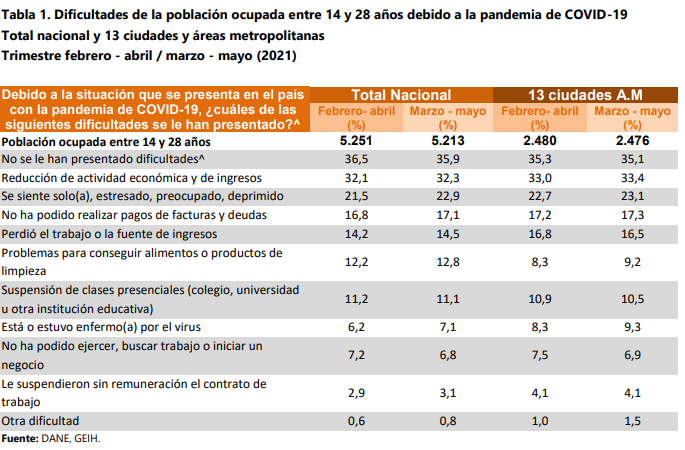 Tabla 1. Dificultades de la población ocupada entre 14 y 28 años debido a la pandemia de COVID-19
Total nacional y 13 ciudades y áreas metropolitanas
Trimestre febrero - abril / marzo - mayo (2021)
Debido a la situación que se presenta en el país con la pandemia de COVID-19, ¿cuáles de las siguientes dificultades se le han presentado?^ Total Nacional 13 ciudades A.M
Febrero- abril (%) Marzo - mayo (%) Febrero- abril (%) Marzo - mayo (%)
Población ocupada entre 14 y 28 años 5.251 5.213 2.480 2.476
No se le han presentado dificultades^ 36,5 35,9 35,3 35,1
Reducción de actividad económica y de ingresos 32,1 32,3 33,0 33,4
Se siente solo(a), estresado, preocupado, deprimido 21,5 22,9 22,7 23,1
No ha podido realizar pagos de facturas y deudas 16,8 17,1 17,2 17,3
Perdió el trabajo o la fuente de ingresos 14,2 14,5 16,8 16,5
Problemas para conseguir alimentos o productos de limpieza 12,2 12,8 8,3 9,2
Suspensión de clases presenciales (colegio, universidad u otra institución educativa) 11,2 11,1 10,9 10,5
Está o estuvo enfermo(a) por el virus 6,2 7,1 8,3 9,3
No ha podido ejercer, buscar trabajo o iniciar un negocio 7,2 6,8 7,5 6,9
Le suspendieron sin remuneración el contrato de trabajo 2,9 3,1 4,1 4,1
Otra dificultad 0,6 0,8 1,0 1,5
Fuente: DANE, GEIH.